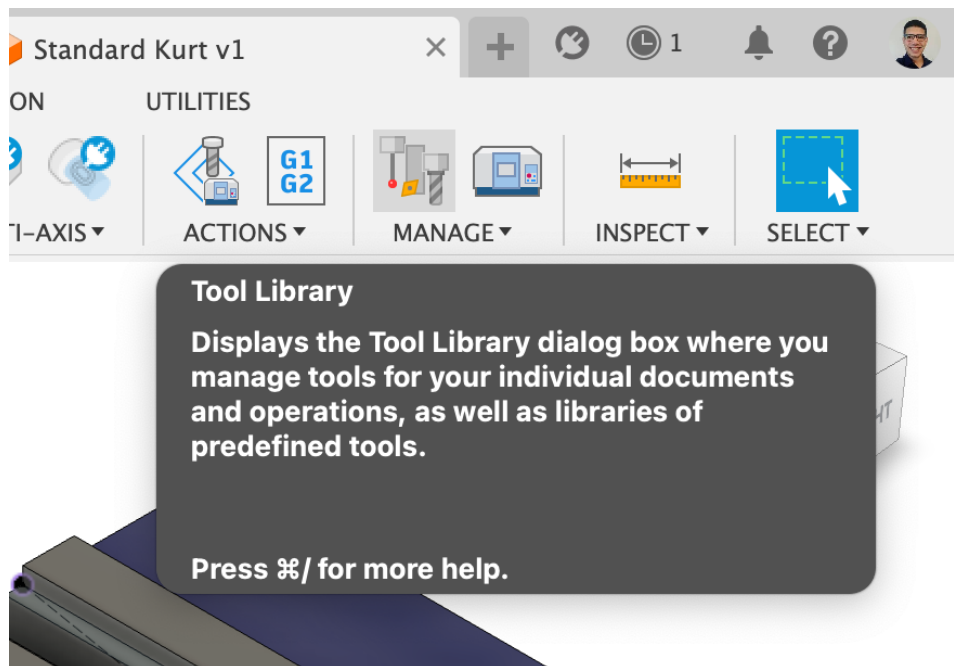 Standard Kurt v1
1
ON
UTILITIES
G1
G2
TI-AXIS
ACTIONS
MANAGE
INSPECT
SELECT
Tool Library
Displays the Tool Library dialog box where you
manage tools for your individual documents
and operations, as well as libraries of
predefined tools.
Press ⌘/ for more help.
HT